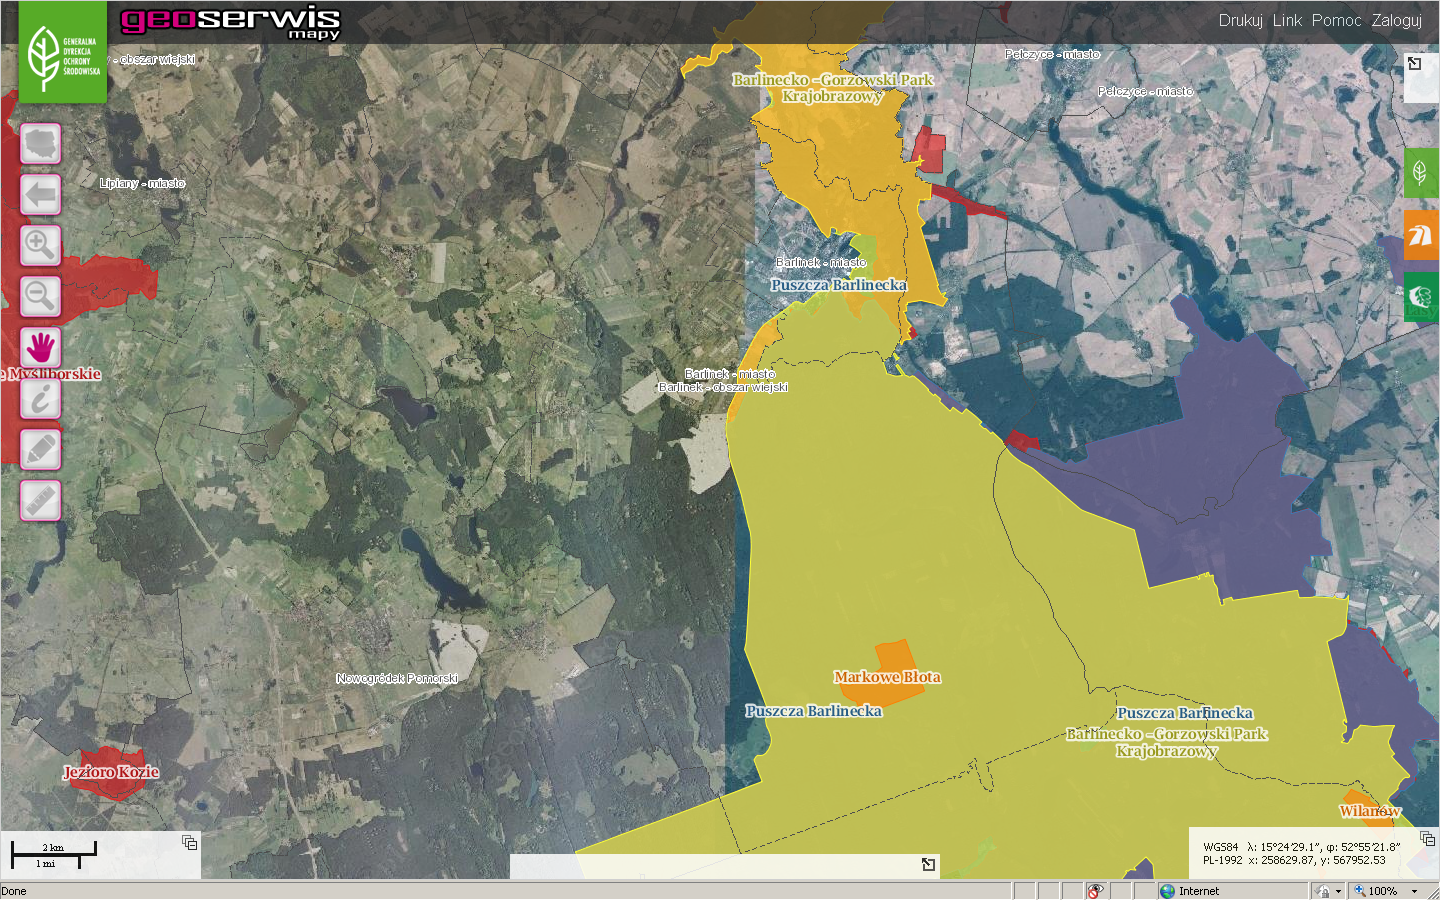 GENERALNA
DYREKCJA
OCHRONY
ŚRODOWISKA
geoserwis
mapy
Drukuj Link Pomoc Zaloguj
y - obszar wiejski
Pełczyce - miasto
Barlinecko -Gorzowski Park
Krajobrazowy
Pełczyce - miasto
Lipiany - miasto
Barlinek - miasto
Puszcza Barlinecka
e Myśliborskie
Barlinek - miasto
Barlinek - obszar wiejski
Nowogródek Pomorski
Markowe Błota
Puszcza Barlinecka
Puszcza Barlinecka
Barlinecko -Gorzowski Park
Krajobrazowy
Jezioro Kozie
Wilanów
2 km
1 mi
WGS84 λ: 15°24'29.1", φ: 52°55'21.8"
PL-1992 x: 258629.87, y: 567952.53
Done
Internet
100%